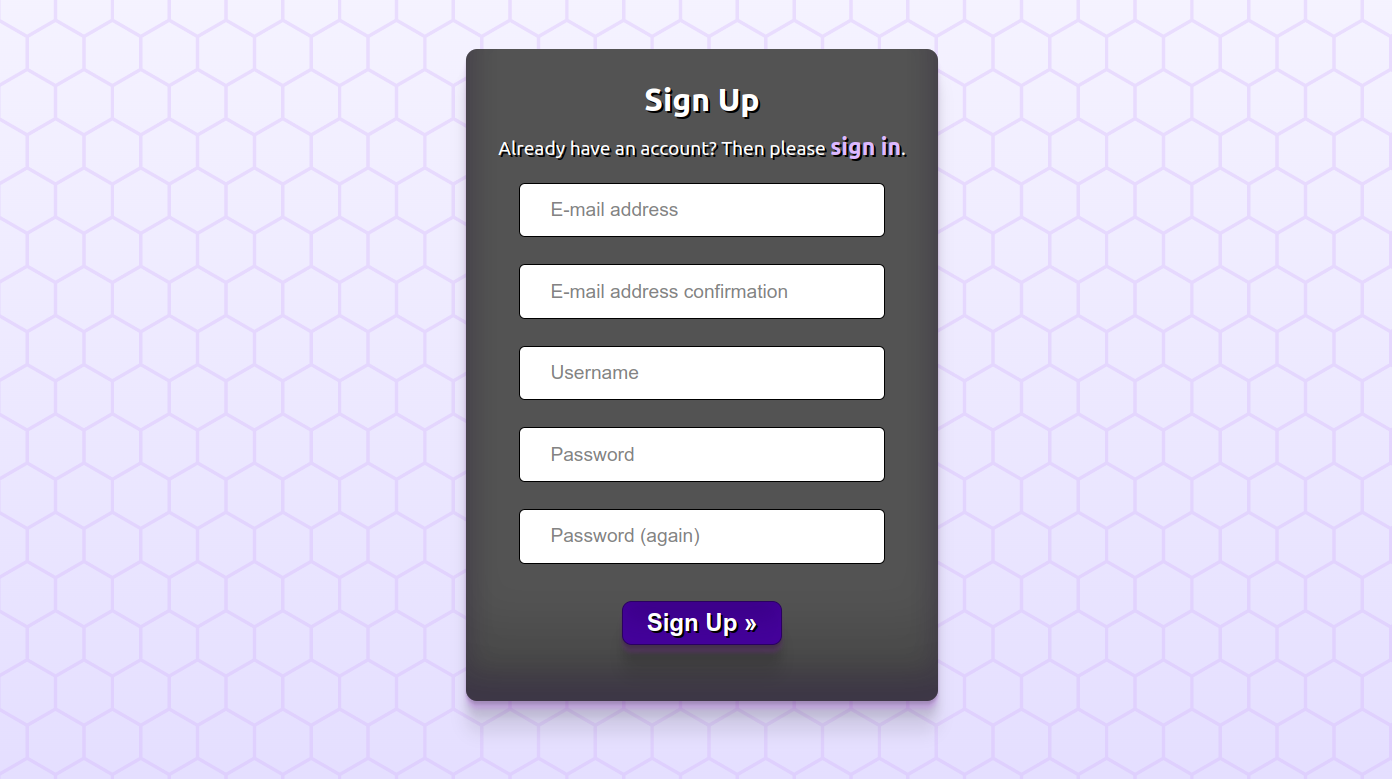 Sign Up
Already have an account? Then please sign in.
E-mail address
E-mail address confirmation
Username
Password
Password (again)
Sign Up »